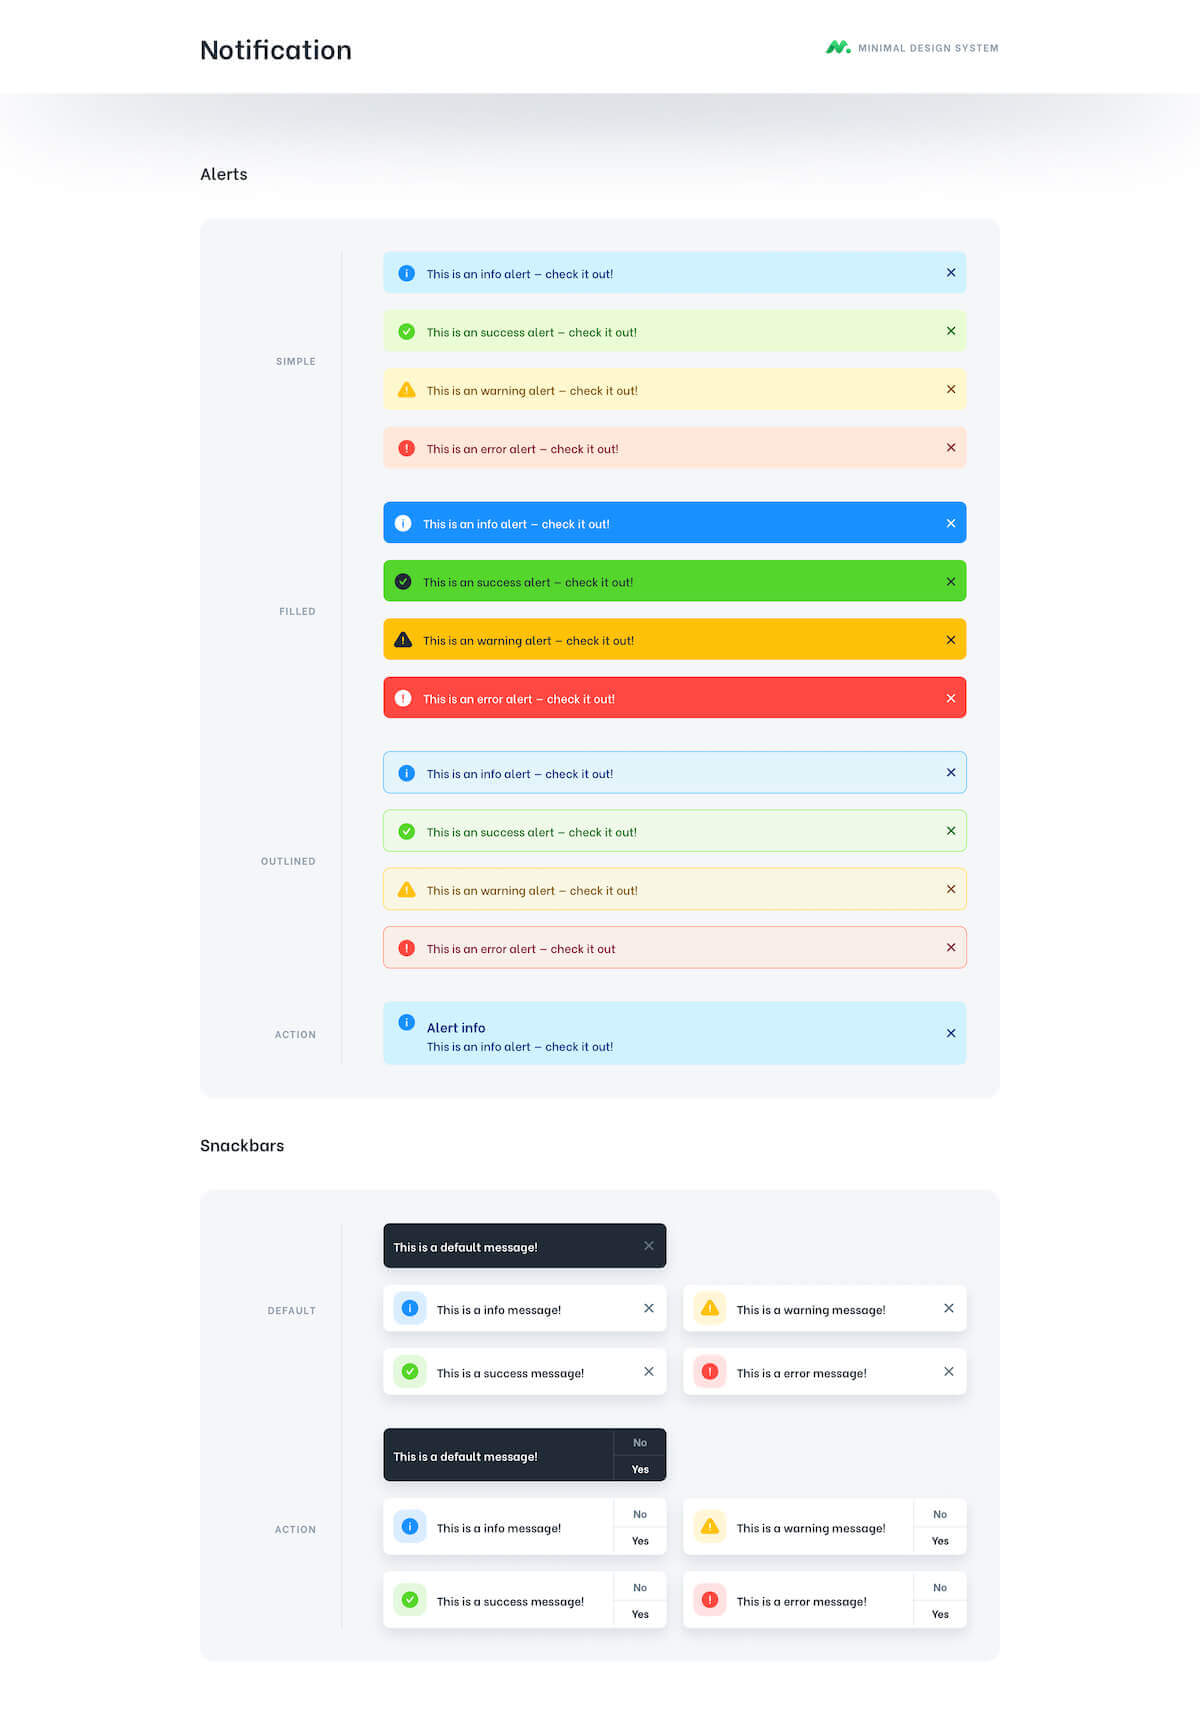 Notification
MINIMAL DESIGN SYSTEM
Alerts
SIMPLE
This is an info alert – check it out!
This is an success alert – check it out!
This is an warning alert – check it out!
This is an error alert – check it out!
FILLED
This is an info alert – check it out!
This is an success alert – check it out!
This is an warning alert – check it out!
This is an error alert – check it out!
OUTLINED
This is an info alert – check it out!
This is an success alert – check it out!
This is an warning alert – check it out!
This is an error alert – check it out
ACTION
Alert info
This is an info alert – check it out!
Snackbars
DEFAULT
This is a default message!
This is a info message!
This is a warning message!
This is a success message!
This is a error message!
ACTION
This is a default message!
No
Yes
This is a info message!
No
Yes
This is a warning message!
No
Yes
This is a success message!
No
Yes
This is a error message!
No
Yes